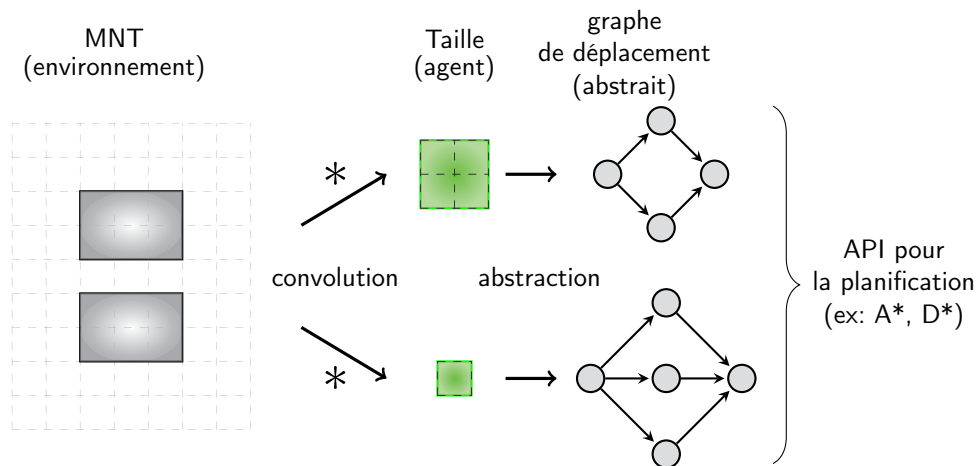 MNT
(environnement)
Taille
(agent)
graphe
de déplacement
(abstrait)
*
convolution
abstraction
*
API pour
la planification
(ex: A*, D*)